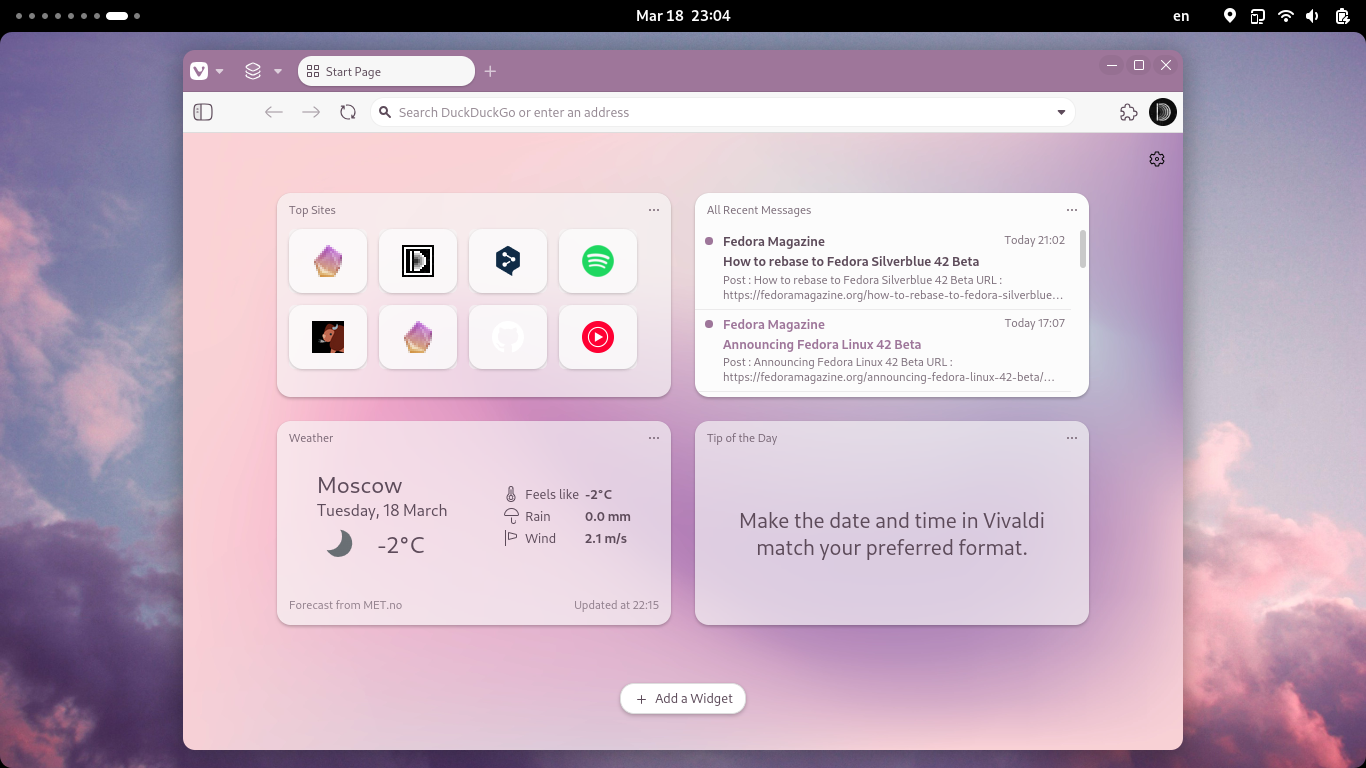 Mar 18 23:04
en
Start Page
Search DuckDuckGo or enter an address
Top Sites
All Recent Messages
Fedora Magazine
Today 21:02
How to rebase to Fedora Silverblue 42 Beta
Post : How to rebase to Fedora Silverblue 42 Beta URL :
https://fedoramagazine.org/how-to-rebase-to-fedora-silverblue...
Fedora Magazine
Today 17:07
Announcing Fedora Linux 42 Beta
Post : Announcing Fedora Linux 42 Beta URL :
https://fedoramagazine.org/announcing-fedora-linux-42-beta/...
Weather
Moscow
Tuesday, 18 March
-2°C
Feels like -2°C
Rain 0.0 mm
Wind 2.1 m/s
Forecast from MET.no
Updated at 22:15
Tip of the Day
Make the date and time in Vivaldi
match your preferred format.
+ Add a Widget